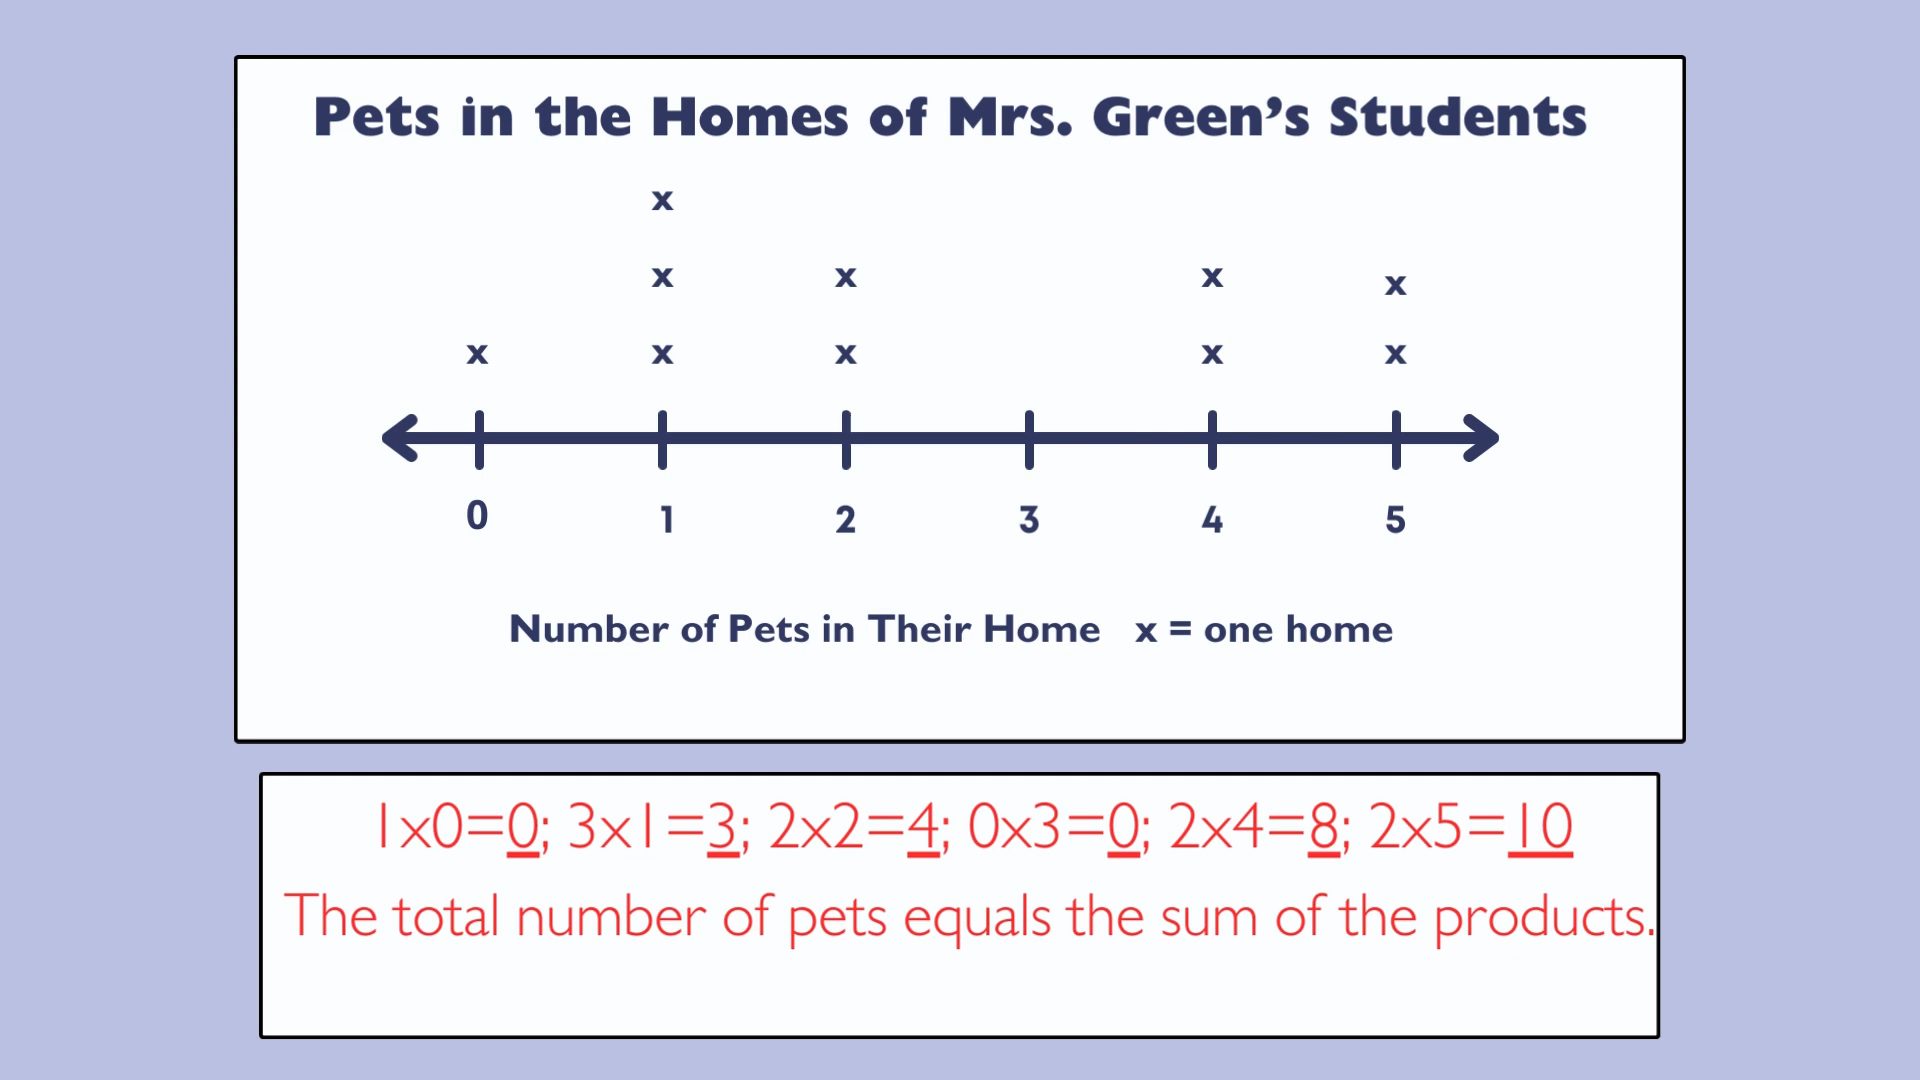 Pets in the Homes of Mrs. Green’s Students
x
x x x x
x x x x x
0 1 2 3 4 5
Number of Pets in Their Home x = one home
1x0=0; 3x1=3; 2x2=4; 0x3=0; 2x4=8; 2x5=10
The total number of pets equals the sum of the products.